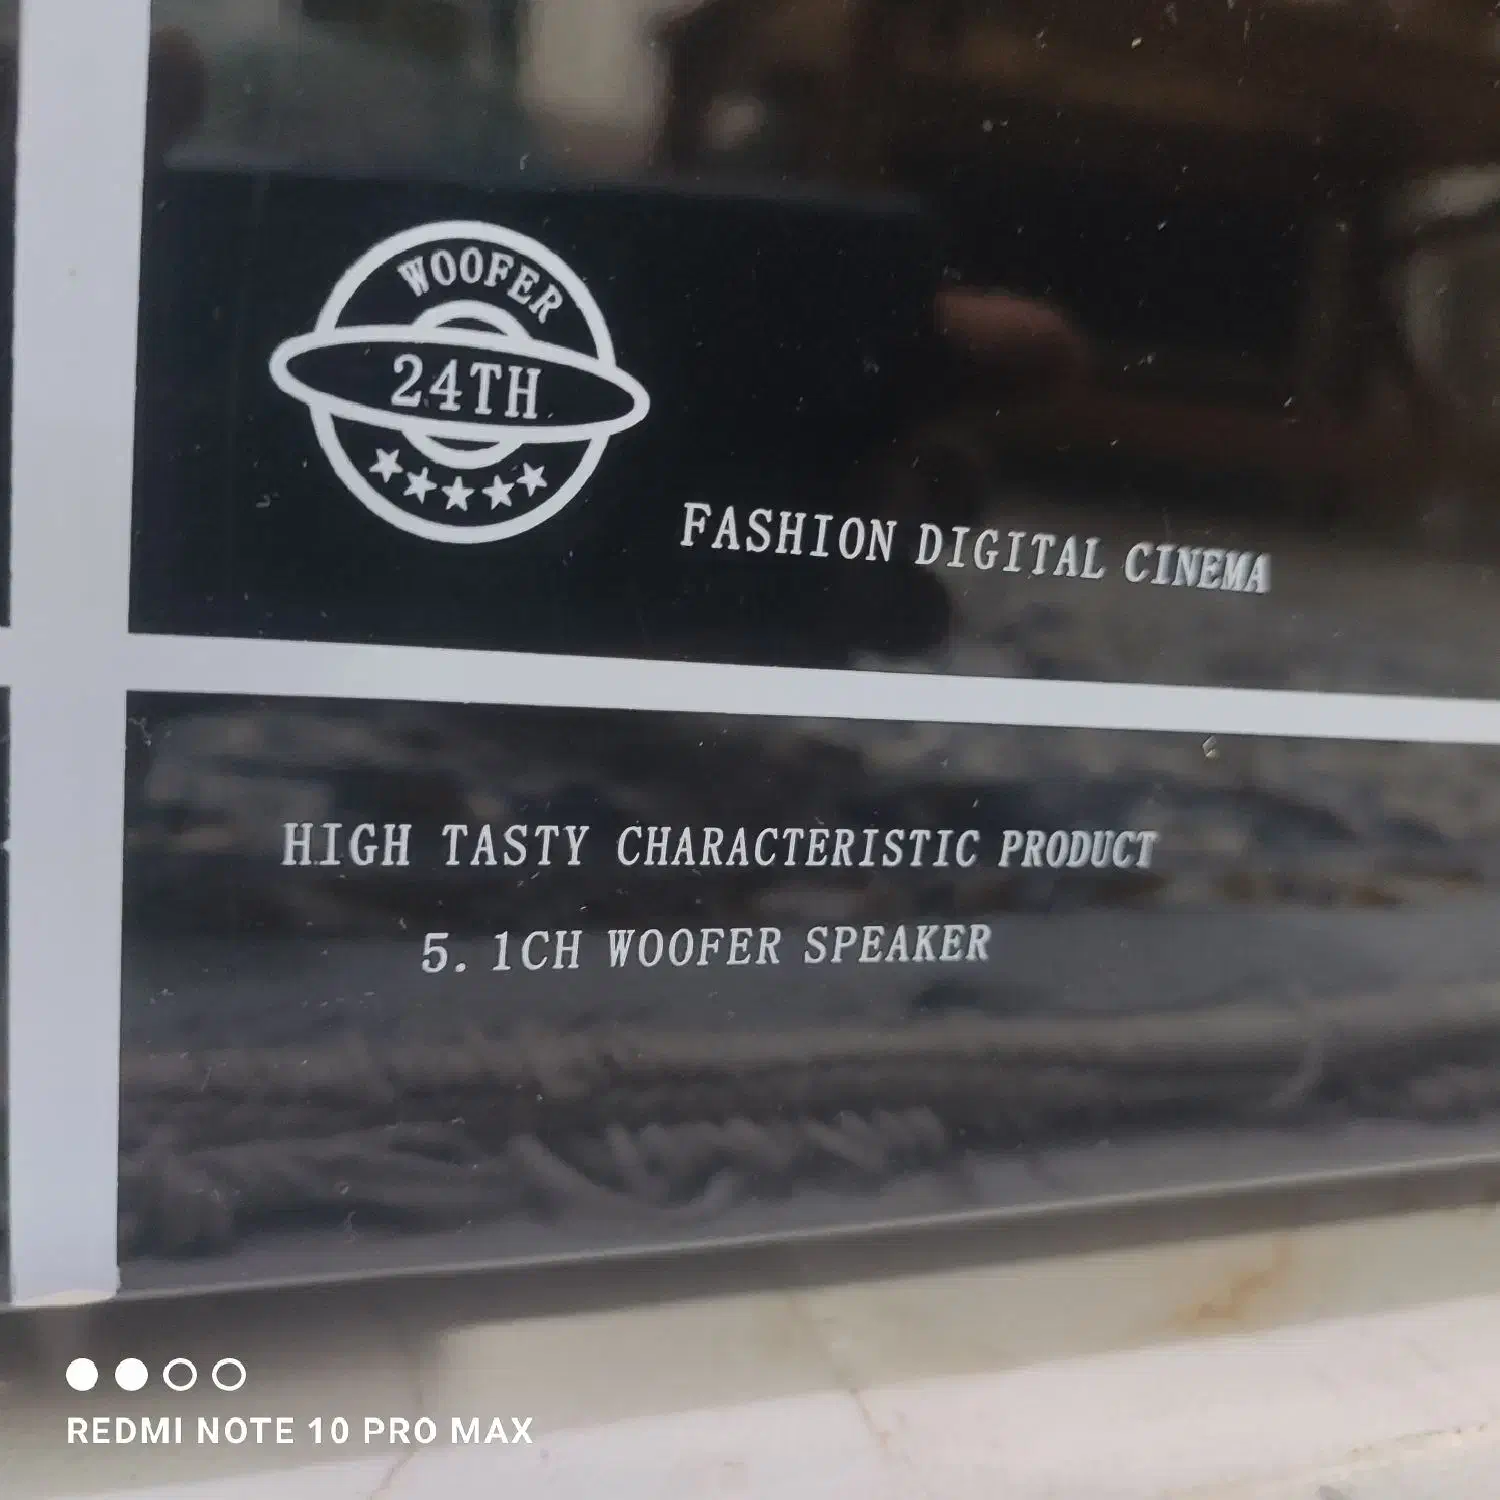 WOOFER
24TH
FASHION DIGITAL CINEMA
HIGH TASTY CHARACTERISTIC PRODUCT
5.1CH WOOFER SPEAKER
REDMI NOTE 10 PRO MAX